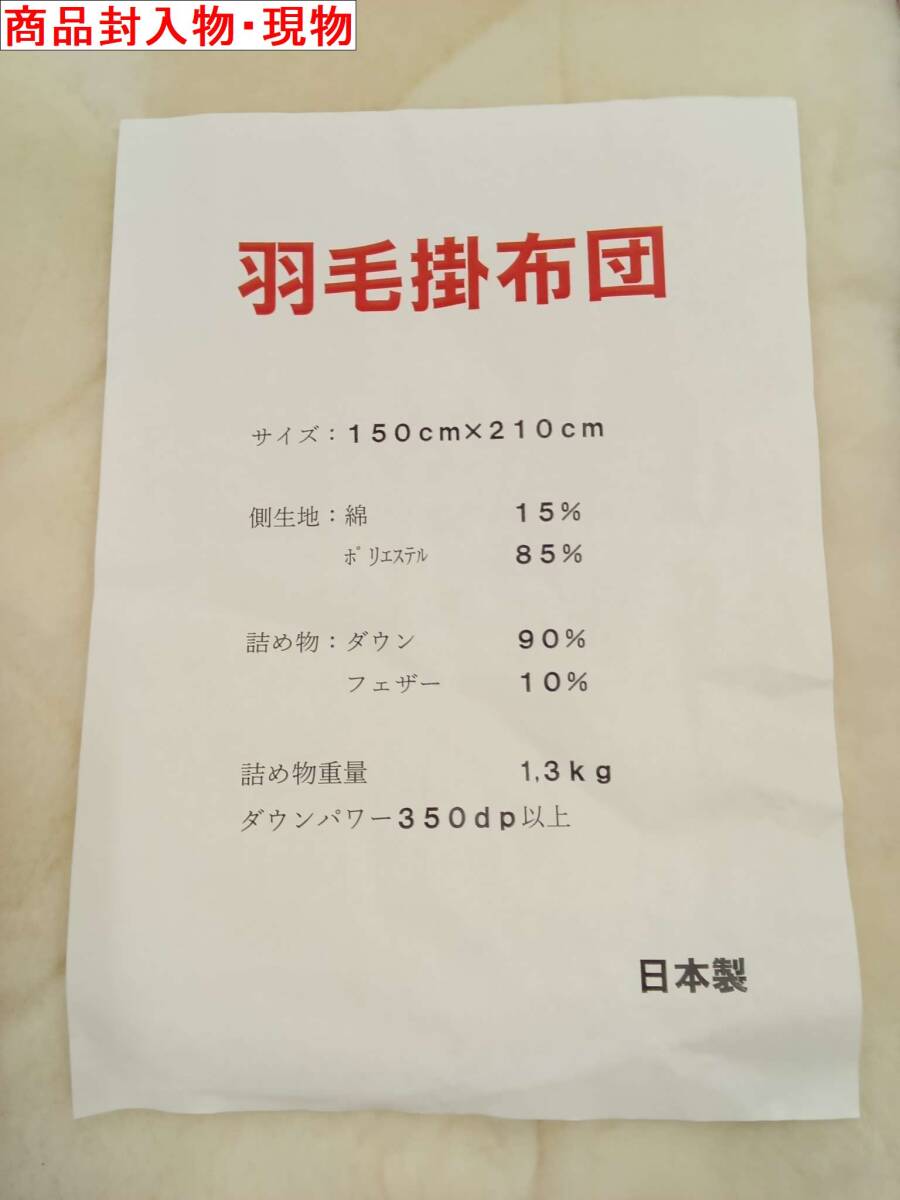 商品封入物・現物
羽毛掛布団
サイズ：１５０ｃｍ×２１０ｃｍ
側生地：綛 １５％
ﾎﾟﾘｴｽﾃﾙ ８５％
詰め物：ダウン ９０％
フェザー １０％
詰め物重量 1,3ｋｇ
ダウンパワー３５０ｄｐ以上
日本製